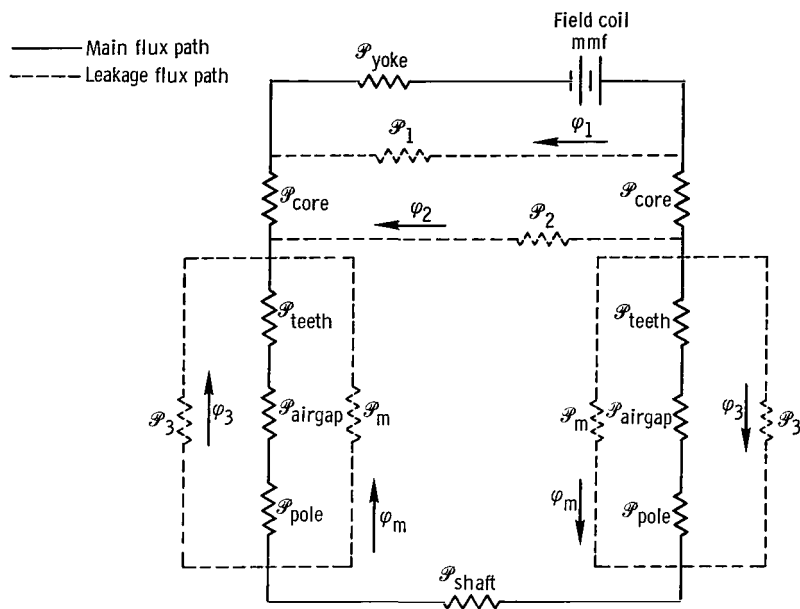 Field coil
mmf
Main flux path
Leakage flux path
𝒫yoke
φ1
𝒫1
𝒫core
𝒫core
φ2
𝒫2
𝒫teeth
𝒫teeth
𝒫3
φ3
𝒫airgap
𝒫m
𝒫m
𝒫airgap
φ3
𝒫3
𝒫pole
φm
φm
𝒫pole
𝒫shaft